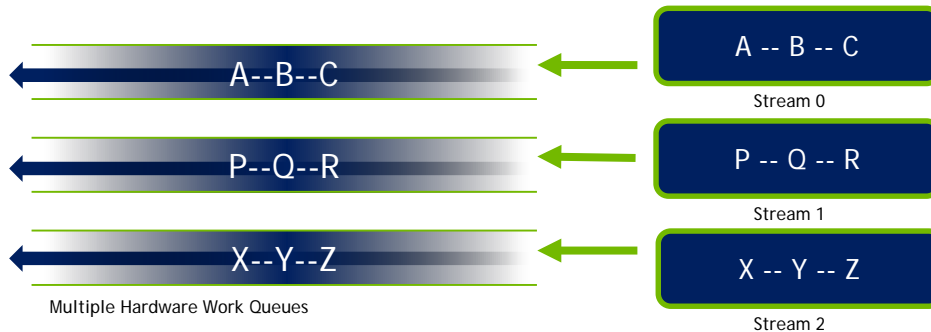 A--B--C
A -- B -- C
Stream 0
P--Q--R
P -- Q -- R
Stream 1
X--Y--Z
X -- Y -- Z
Multiple Hardware Work Queues
Stream 2